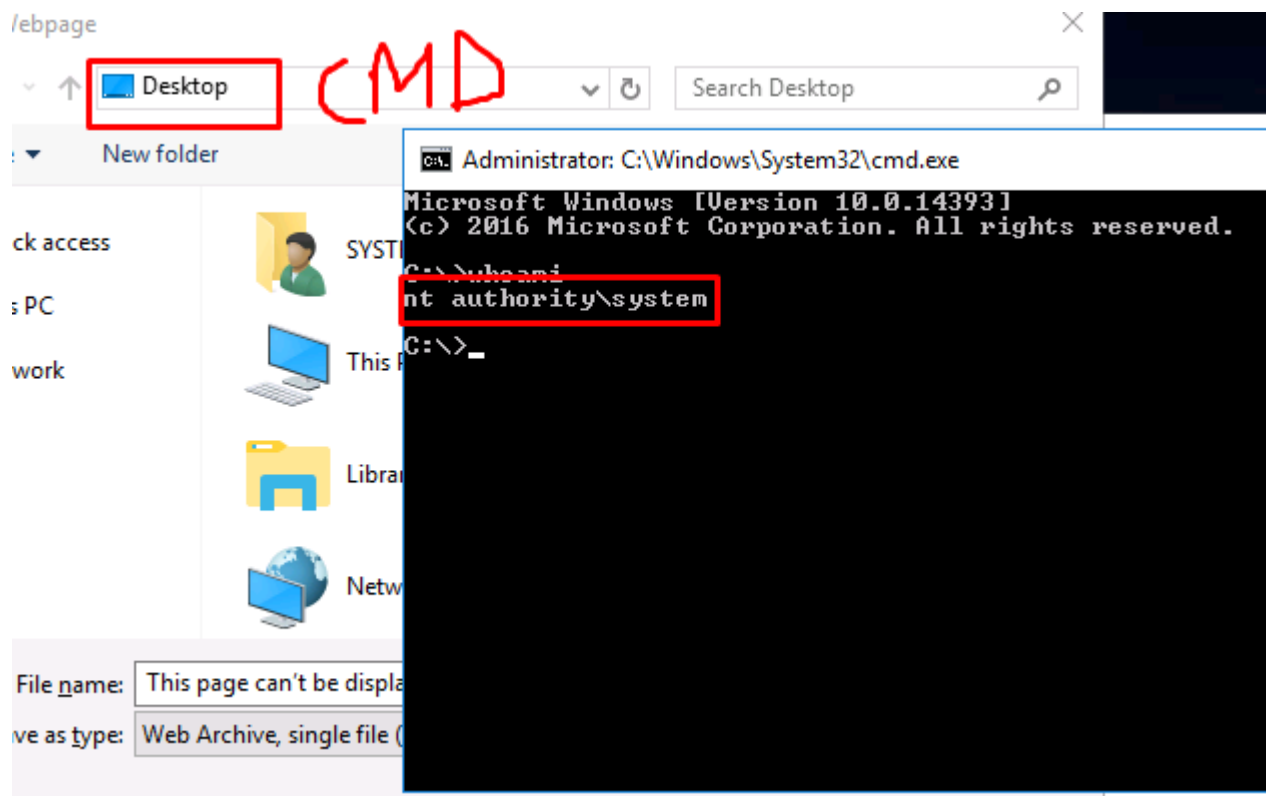 Webpage
Desktop
CMD
Search Desktop
New folder
Administrator: C:\Windows\System32\cmd.exe
Microsoft Windows [Version 10.0.14393]
(c) 2016 Microsoft Corporation. All rights reserved.
C:\>whoami
nt authority\system
C:\>
ck access
s PC
work
SYSTE
This P
Librar
Netw
File name:
This page can't be displa
ve as type:
Web Archive, single file (